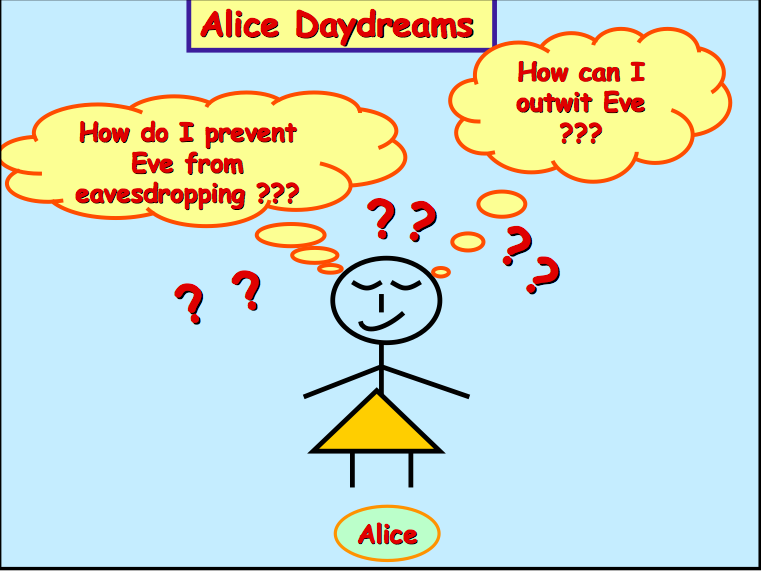 Alice Daydreams
How can I
outwit Eve
???
How do I prevent
Eve from
eavesdropping ???
? ?
? ?
? ?
Alice